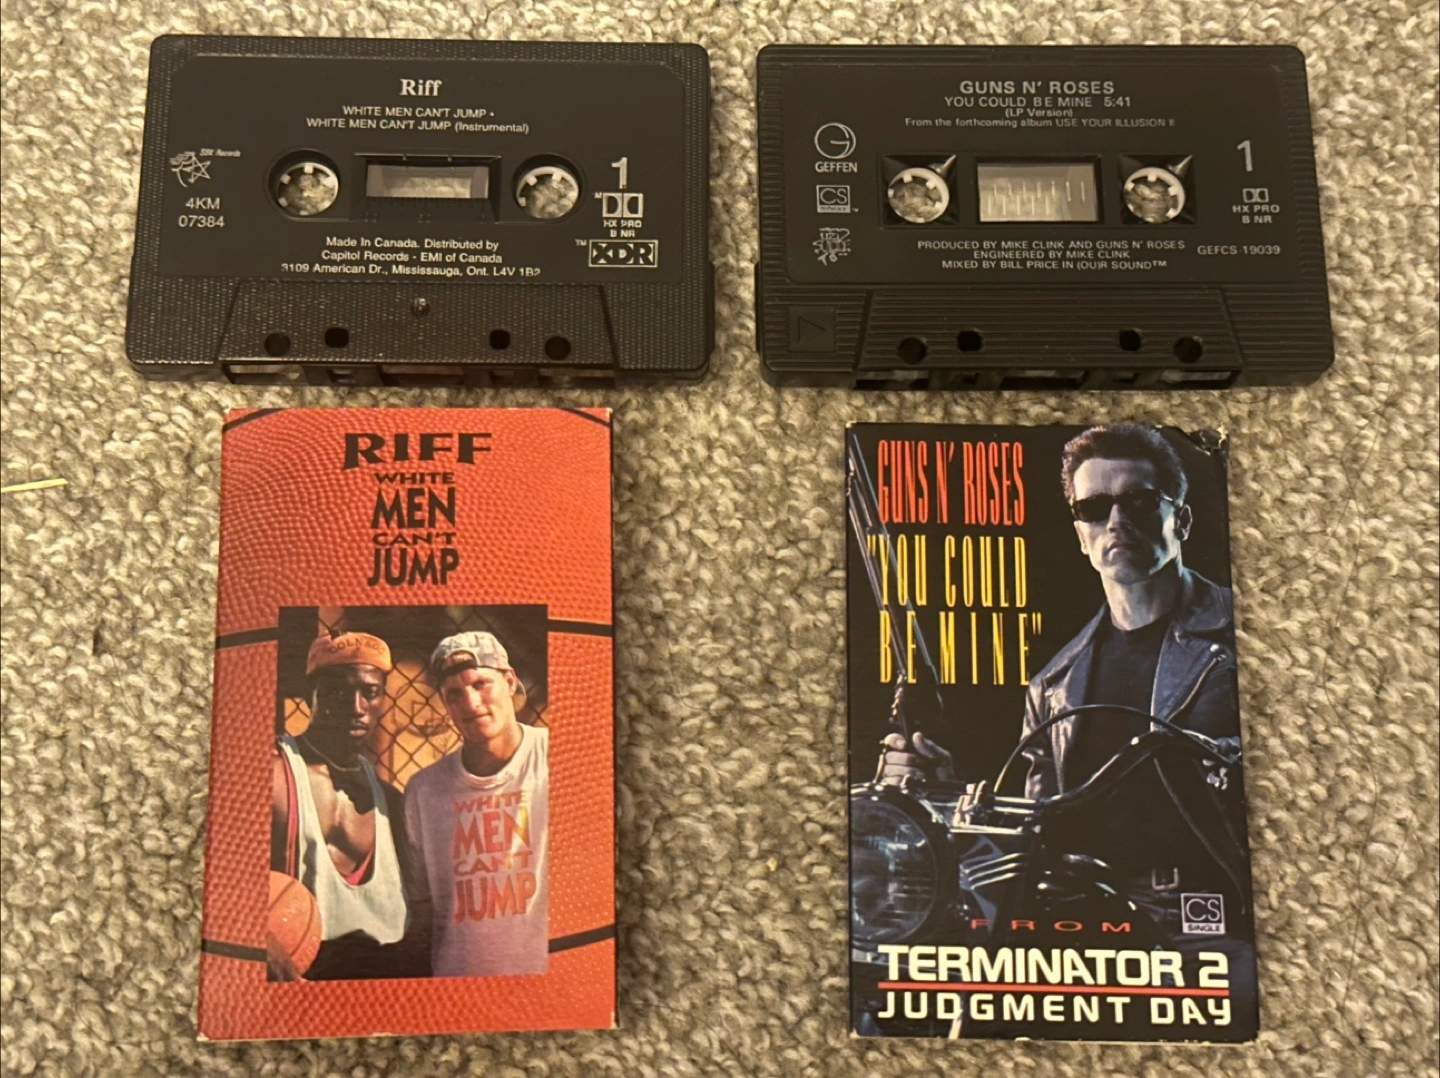 Riff
WHITE MEN CAN'T JUMP •
WHITE MEN CAN'T JUMP (Instrumental)
SBK Records
4KM
07384
1
HX PRO
B NR
Made In Canada. Distributed by
Capitol Records - EMI of Canada
3109 American Dr., Mississauga, Ont. L4V 1B2
™ XDR
GUNS N' ROSES
YOU COULD BE MINE 5:41
(LP Version)
From the forthcoming album USE YOUR ILLUSION II
GEFFEN
CS
SINGLE
™
1
HX PRO
B NR
PRODUCED BY MIKE CLINK AND GUNS N' ROSES
ENGINEERED BY MIKE CLINK
MIXED BY BILL PRICE IN (OU)R SOUND™
GEFCS 19039
RIFF
WHITE
MEN
CAN'T
JUMP
WHITE
MEN
CAN'T
JUMP
GUNS N' ROSES
"YOU COULD
BE MINE"
CS
SINGLE
FROM
TERMINATOR 2
JUDGMENT DAY